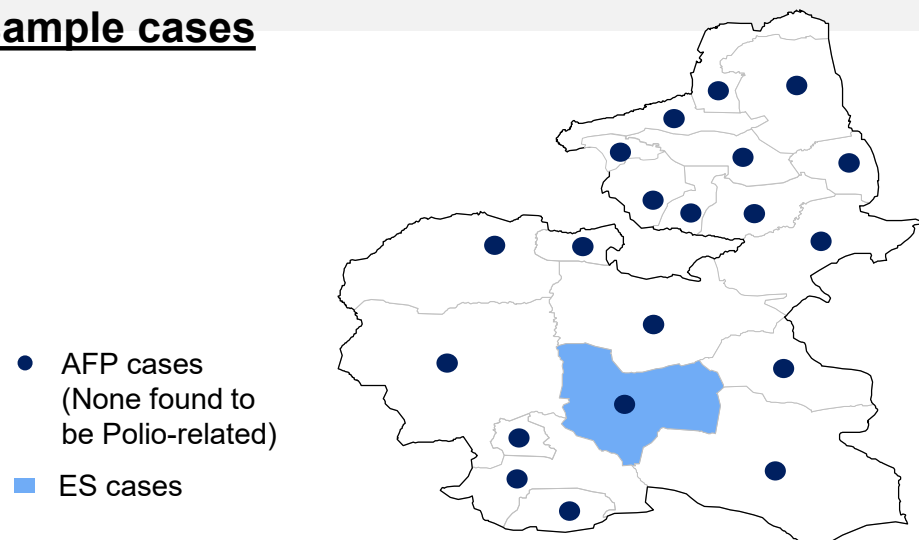 ample cases
AFP cases
(None found to
be Polio-related)
ES cases